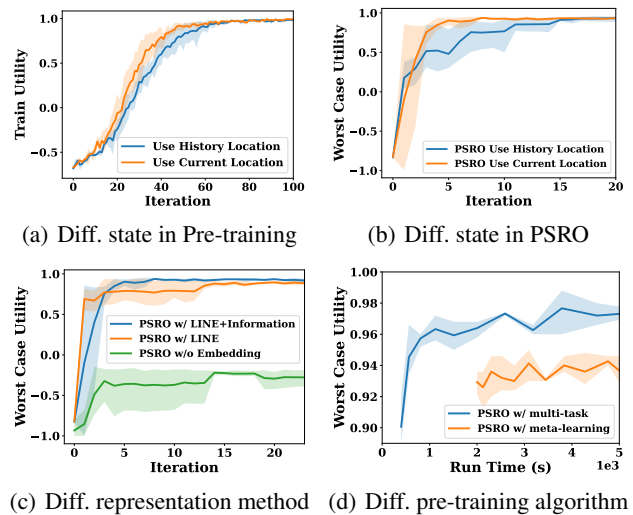 Train Utility
1.0
0.5
0.0
−0.5
0
20
40
60
80
100
Iteration
Use History Location
Use Current Location
(a) Diff. state in Pre-training
Worst Case Utility
1.0
0.5
0.0
−0.5
−1.0
0
5
10
15
20
Iteration
PSRO Use History Location
PSRO Use Current Location
(b) Diff. state in PSRO
Worst Case Utility
1.0
0.5
0.0
−0.5
−1.0
0
5
10
15
20
Iteration
PSRO w/ LINE+Information
PSRO w/ LINE
PSRO w/o Embedding
(c) Diff. representation method
Worst Case Utility
1.00
0.98
0.96
0.94
0.92
0.90
0
1
2
3
4
5
Run Time (s)
1e3
PSRO w/ multi-task
PSRO w/ meta-learning
(d) Diff. pre-training algorithm